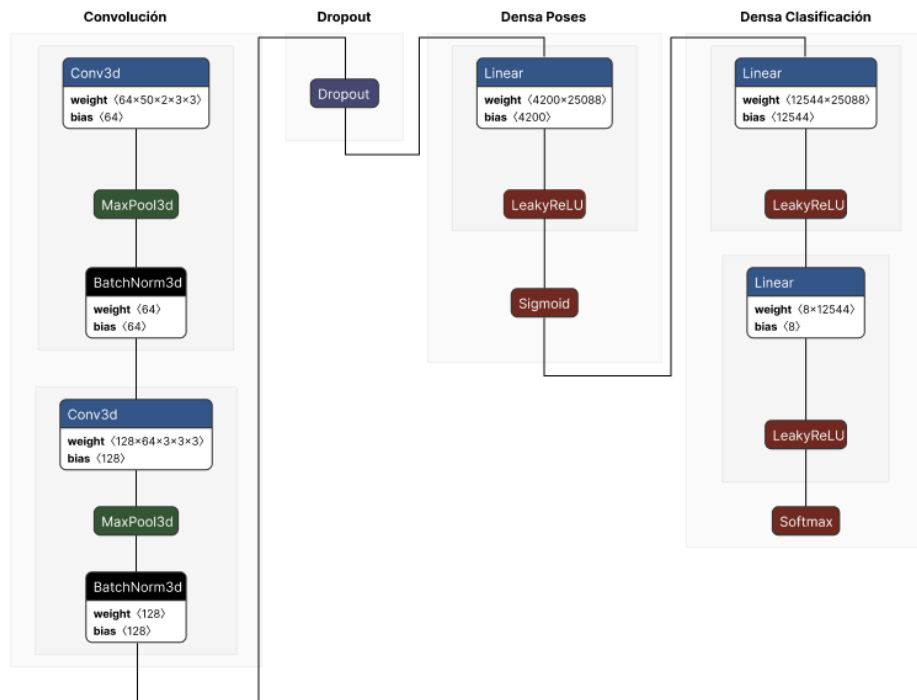 Convolución
Conv3d
weight 〈64×50×2×3×3〉
bias 〈64〉
MaxPool3d
BatchNorm3d
weight 〈64〉
bias 〈64〉
Conv3d
weight 〈128×64×3×3×3〉
bias 〈128〉
MaxPool3d
BatchNorm3d
weight 〈128〉
bias 〈128〉
Dropout
Dropout
Densa Poses
Linear
weight 〈4200×25088〉
bias 〈4200〉
LeakyReLU
Sigmoid
Densa Clasificación
Linear
weight 〈12544×25088〉
bias 〈12544〉
LeakyReLU
Linear
weight 〈8×12544〉
bias 〈8〉
LeakyReLU
Softmax